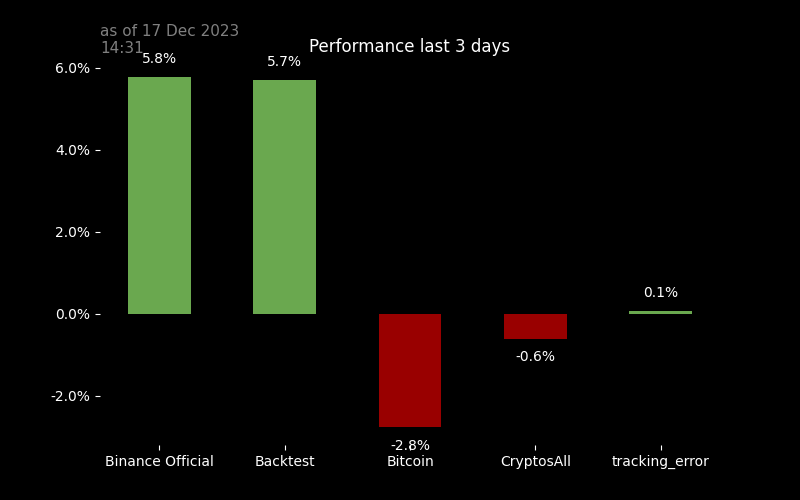 as of 17 Dec 2023
14:31
Performance last 3 days
6.0%
4.0%
2.0%
0.0%
-2.0%
5.8%
5.7%
-2.8%
-0.6%
0.1%
Binance Official
Backtest
Bitcoin
CryptosAll
tracking_error